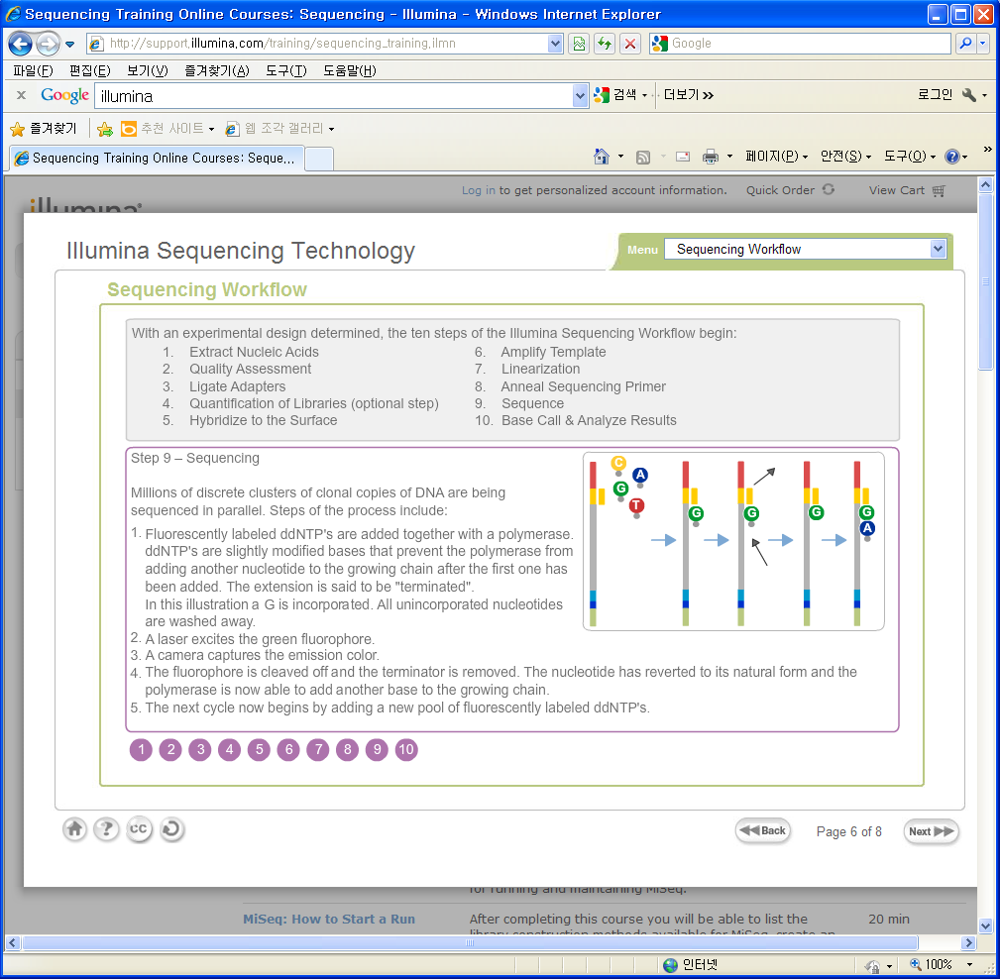 Sequencing Training Online Courses: Sequencing - Illumina - Windows Internet Explorer
http://support.illumina.com/training/sequencing_training.ilmn
Google
파일(F) 편집(E) 보기(V) 즐겨찾기(A) 도구(T) 도움말(H)
x Google illumina 검색 더보기 » 로그인
즐겨찾기 추천 사이트 웹 조각 갤러리
Sequencing Training Online Courses: Seque... 페이지(P) 안전(S) 도구(O) »
Log in to get personalized account information. Quick Order View Cart
illumina
Illumina Sequencing Technology
Menu Sequencing Workflow
Sequencing Workflow
With an experimental design determined, the ten steps of the Illumina Sequencing Workflow begin:
1. Extract Nucleic Acids 6. Amplify Template
2. Quality Assessment 7. Linearization
3. Ligate Adapters 8. Anneal Sequencing Primer
4. Quantification of Libraries (optional step) 9. Sequence
5. Hybridize to the Surface 10. Base Call & Analyze Results
Step 9 – Sequencing
Millions of discrete clusters of clonal copies of DNA are being
sequenced in parallel. Steps of the process include:
1. Fluorescently labeled ddNTP's are added together with a polymerase.
ddNTP's are slightly modified bases that prevent the polymerase from
adding another nucleotide to the growing chain after the first one has
been added. The extension is said to be "terminated".
In this illustration a G is incorporated. All unincorporated nucleotides
are washed away.
2. A laser excites the green fluorophore.
3. A camera captures the emission color.
4. The fluorophore is cleaved off and the terminator is removed. The nucleotide has reverted to its natural form and the
polymerase is now able to add another base to the growing chain.
5. The next cycle now begins by adding a new pool of fluorescently labeled ddNTP's.
C
A
G
T
G
G
G
G
A
1 2 3 4 5 6 7 8 9 10
? CC
Back Page 6 of 8 Next
for running and maintaining MiSeq.
MiSeq: How to Start a Run After completing this course you will be able to list the 20 min
library construction methods available for MiSeq, create an
인터넷 100%